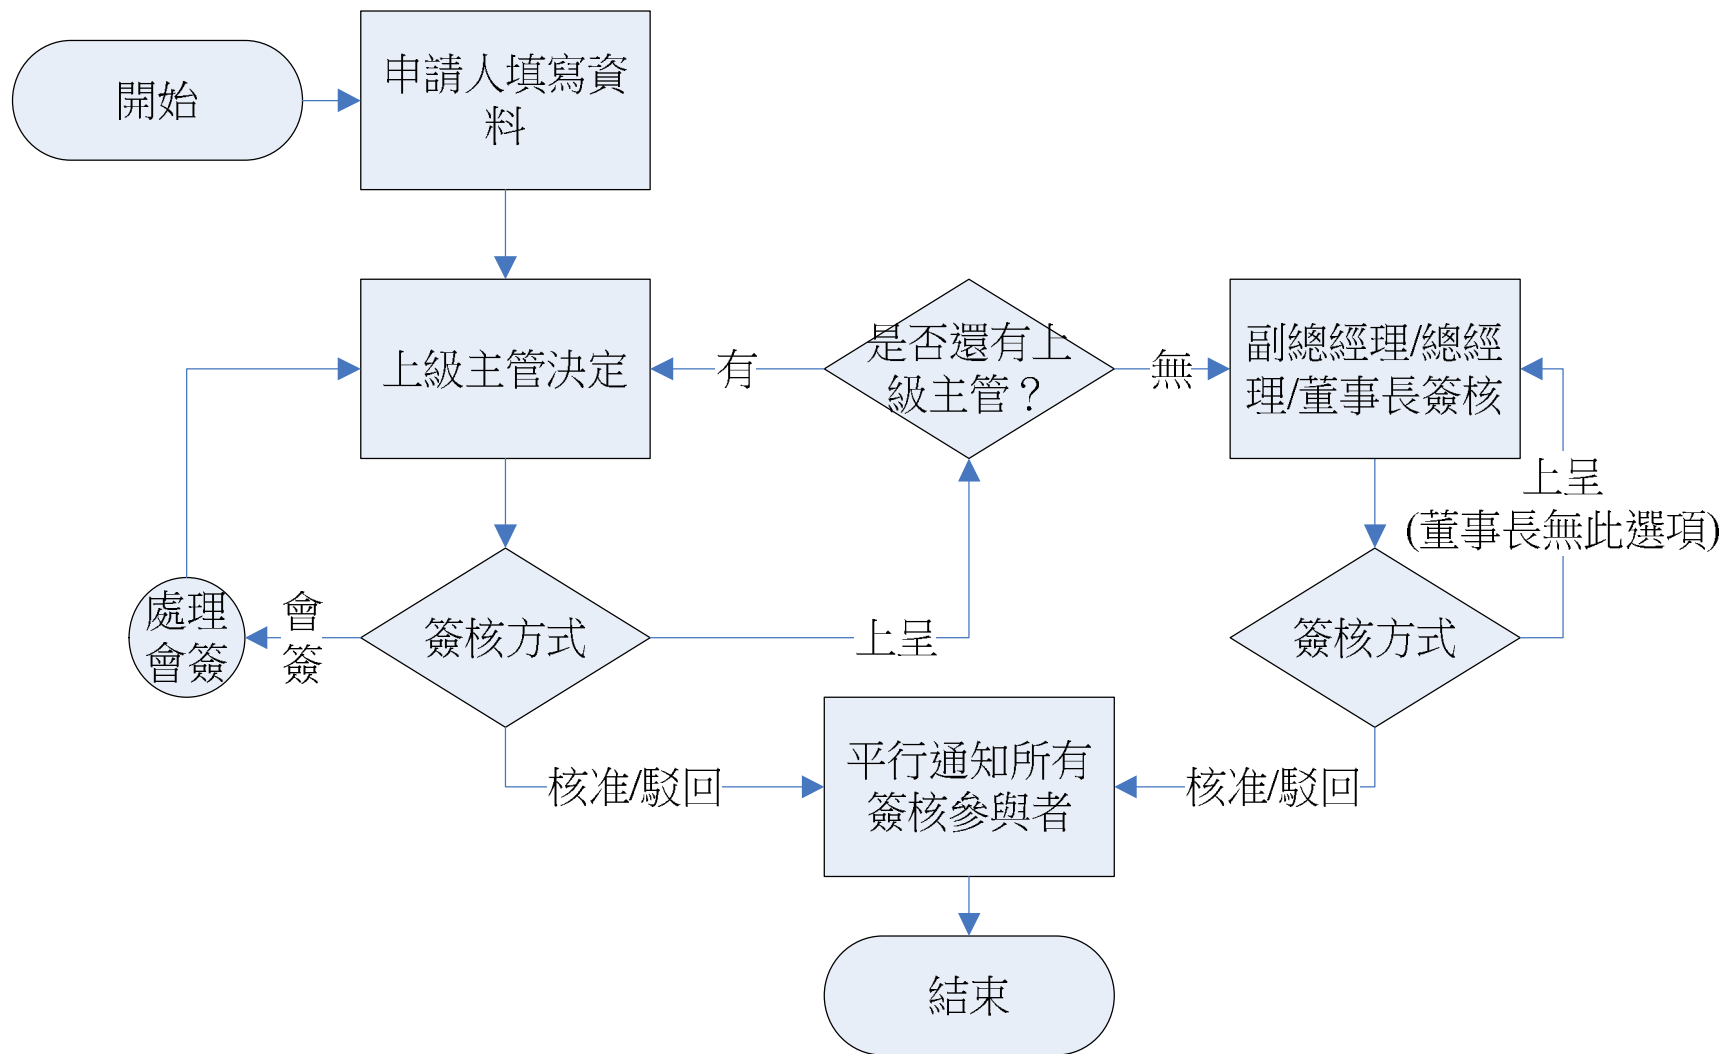 開始
申請人填寫資
料
上級主管決定
有
是否還有上
級主管？
無
副總經理/總經
理/董事長簽核
上呈
(董事長無此選項)
處理
會簽
會
簽
簽核方式
上呈
簽核方式
核准/駁回
平行通知所有
簽核參與者
核准/駁回
結束